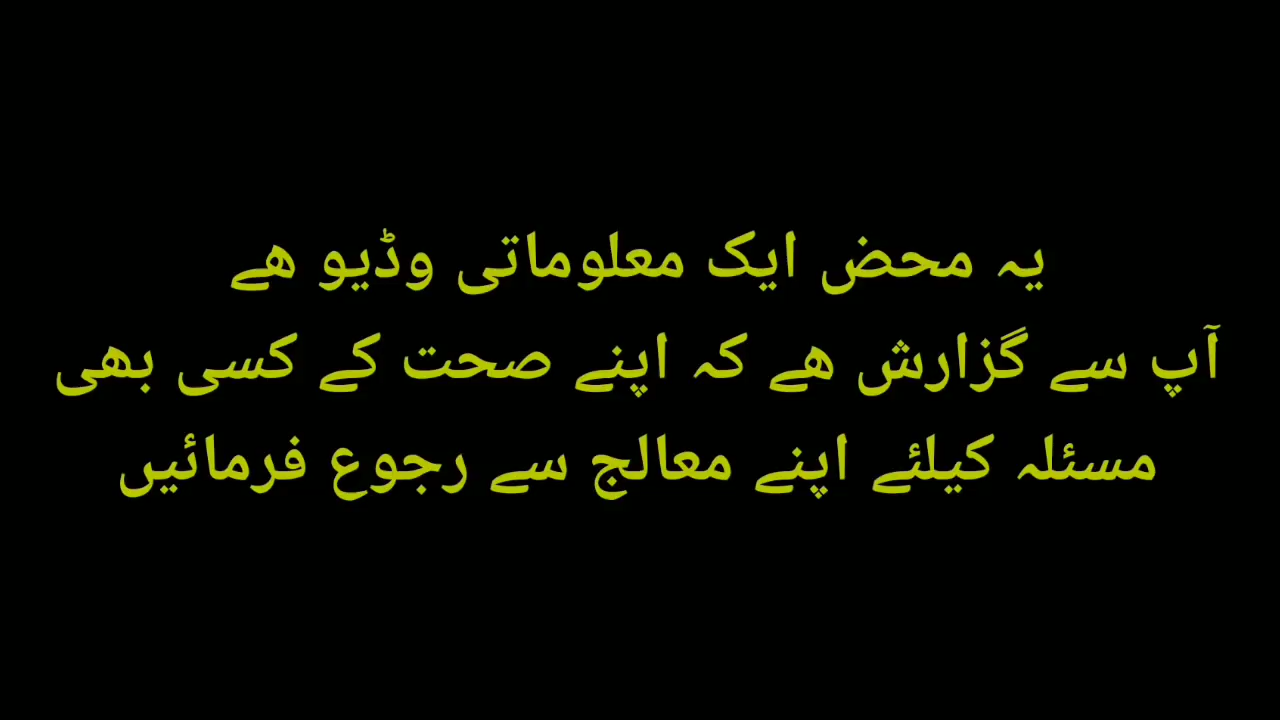 یہ محض ایک معلوماتی وڈیو ھے
آپ سے گزارش ھے کہ اپنے صحت کے کسی بھی
مسئلہ کیلئے اپنے معالج سے رجوع فرمائیں